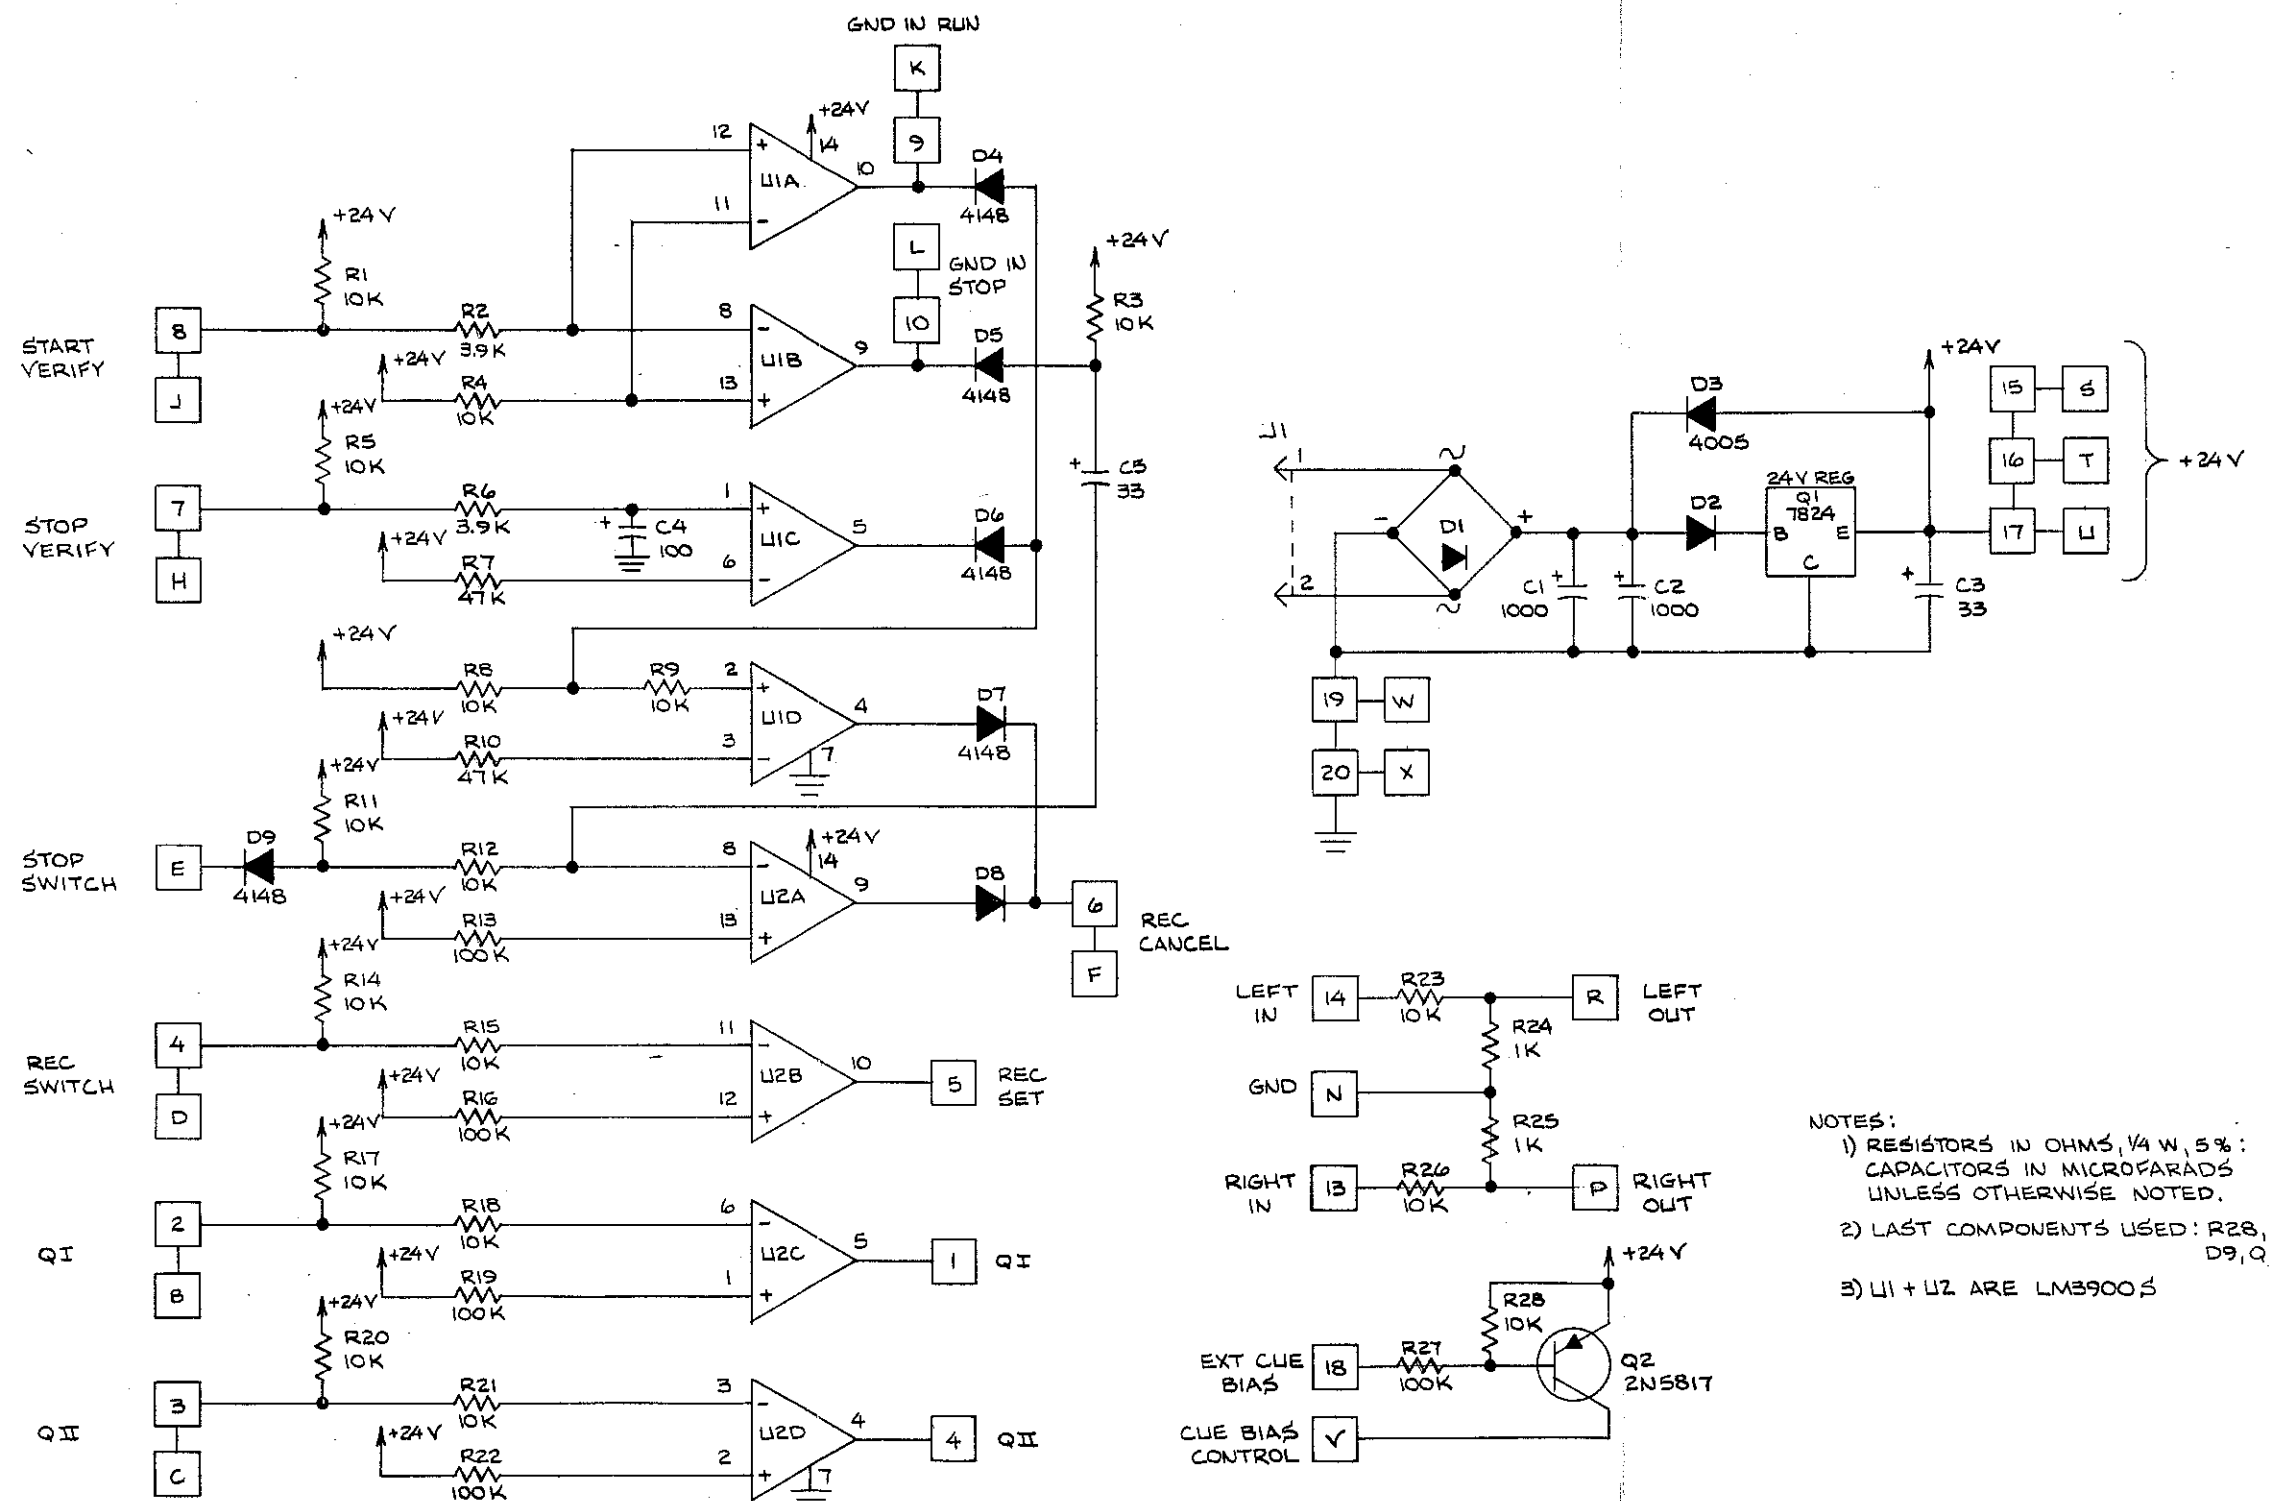 GND IN RUN
K
9
+24V
14
12
+
U1A
11
-
10
D4
4148
L
GND IN
STOP
10
+24V
R1
10K
8
J
START
VERIFY
R2
3.9K
+24V
R4
10K
8
-
U1B
13
+
9
D5
4148
+24V
R3
10K
+
C5
33
+24V
R5
10K
7
H
STOP
VERIFY
R6
3.9K
+
C4
100
+24V
R7
47K
1
+
U1C
6
-
5
D6
4148
+24V
R8
10K
R9
10K
+24V
R10
47K
2
+
U1D
3
-
7
4
D7
4148
+24V
R11
10K
STOP
SWITCH
E
D9
4148
R12
10K
+24V
R13
100K
8
-
U2A
13
+
+24V
14
9
D8
6
F
REC
CANCEL
+24V
R14
10K
REC
SWITCH
4
D
R15
10K
+24V
R16
100K
11
-
U2B
12
+
10
5
REC
SET
+24V
R17
10K
QI
2
B
R18
10K
+24V
R19
100K
6
-
U2C
1
+
5
1
QI
+24V
R20
10K
QII
3
C
R21
10K
+24V
R22
100K
3
-
U2D
2
+
7
4
4
QII
J1
1
2
~
-
D1
+
~
+
C1
1000
+
C2
1000
D3
4005
D2
24V REG
Q1
7824
B
E
C
+24V
+
C3
33
15
S
16
T
17
U
+24V
19
W
20
X
LEFT
IN
14
R23
10K
R
LEFT
OUT
R24
1K
GND
N
R25
1K
RIGHT
IN
13
R26
10K
P
RIGHT
OUT
+24V
R28
10K
EXT CUE
BIAS
18
R27
100K
Q2
2N5817
CUE BIAS
CONTROL
V
NOTES:
1) RESISTORS IN OHMS, 1/4 W, 5%:
CAPACITORS IN MICROFARADS
UNLESS OTHERWISE NOTED.
2) LAST COMPONENTS USED: R28,
D9, Q
3) U1 + U2 ARE LM3900S